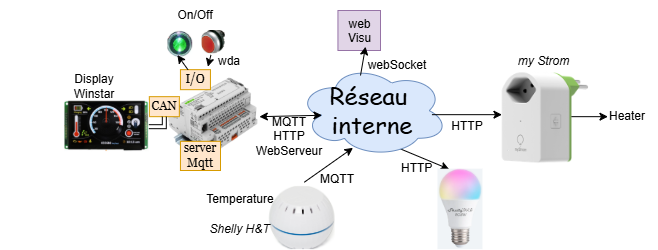 On/Off
web
Visu
I/O
wda
webSocket
my Strom
Display
Winstar
CAN
Réseau
interne
MQTT
HTTP
WebServeur
HTTP
Heater
server
Mqtt
MQTT
HTTP
Temperature
Shelly H&T